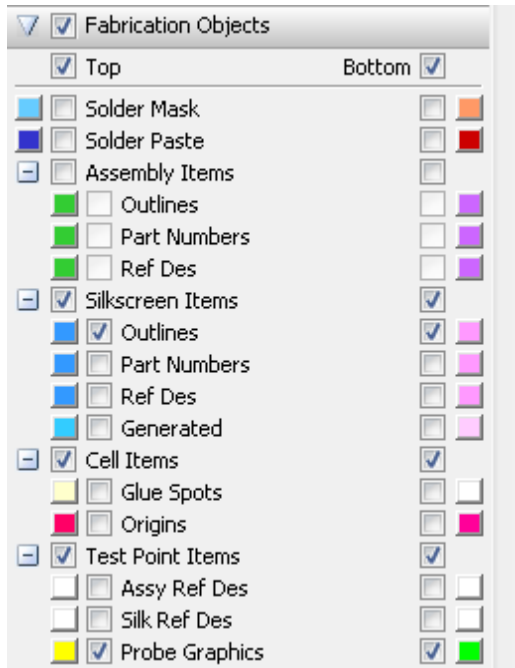 Fabrication Objects
Top Bottom
Solder Mask
Solder Paste
Assembly Items
Outlines
Part Numbers
Ref Des
Silkscreen Items
Outlines
Part Numbers
Ref Des
Generated
Cell Items
Glue Spots
Origins
Test Point Items
Assy Ref Des
Silk Ref Des
Probe Graphics